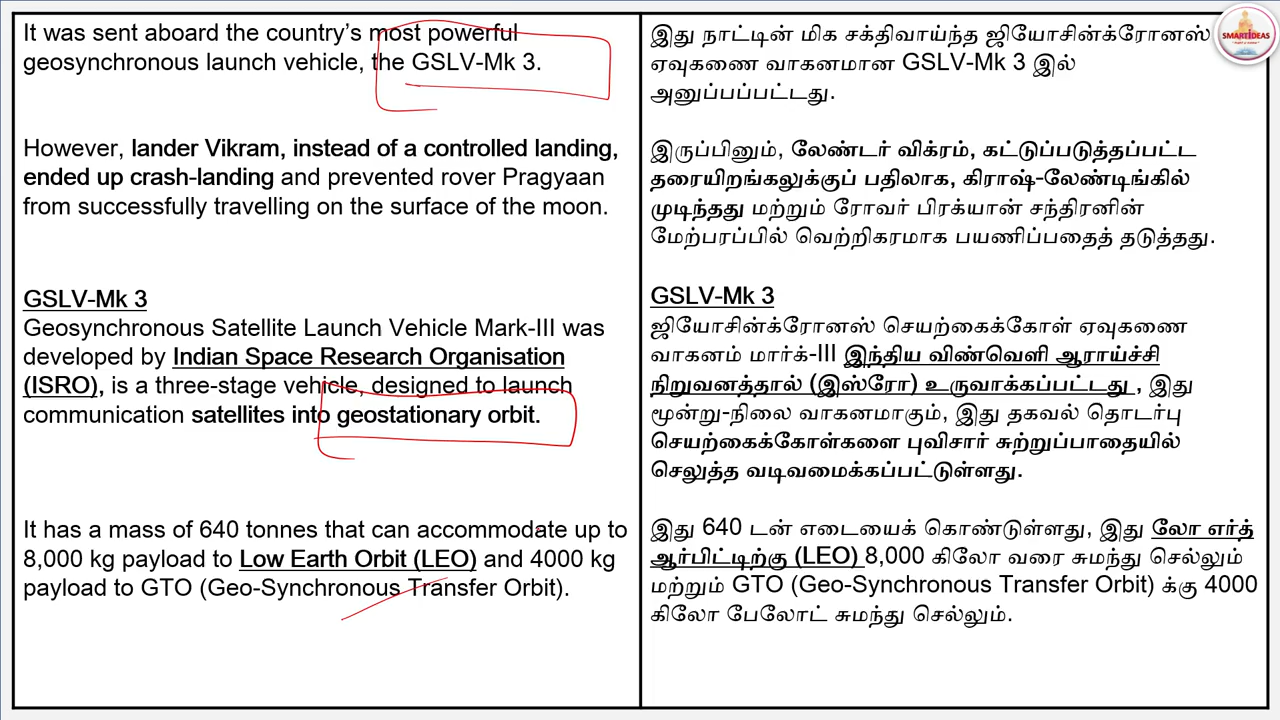 It was sent aboard the country's most powerful
geosynchronous launch vehicle, the GSLV-Mk 3.
However, lander Vikram, instead of a controlled landing,
ended up crash-landing and prevented rover Pragyaan
from successfully travelling on the surface of the moon.
GSLV-Mk 3
Geosynchronous Satellite Launch Vehicle Mark-III was
developed by Indian Space Research Organisation
(ISRO), is a three-stage vehicle, designed to launch
communication satellites into geostationary orbit.
It has a mass of 640 tonnes that can accommodate up to
8,000 kg payload to Low Earth Orbit (LEO) and 4000 kg
payload to GTO (Geo-Synchronous Transfer Orbit).
இது நாட்டின் மிக சக்திவாய்ந்த ஜியோசின்க்ரோனஸ்
ஏவுகணை வாகனமான GSLV-Mk 3 இல்
அனுப்பப்பட்டது.
இருப்பினும், லேண்டர் விக்ரம், கட்டுப்படுத்தப்பட்ட
தரையிறங்கலுக்குப் பதிலாக, கிராஷ்-லேண்டிங்கில்
முடிந்தது மற்றும் ரோவர் பிரக்யான் சந்திரனின்
மேற்பரப்பில் வெற்றிகரமாக பயணிப்பதைத் தடுத்தது.
GSLV-Mk 3
ஜியோசின்க்ரோனஸ் செயற்கைக்கோள் ஏவுகணை
வாகனம் மார்க்-III இந்திய விண்வெளி ஆராய்ச்சி
நிறுவனத்தால் (இஸ்ரோ) உருவாக்கப்பட்டது , இது
மூன்று-நிலை வாகனமாகும், இது தகவல் தொடர்பு
செயற்கைக்கோள்களை புவிசார் சுற்றுப்பாதையில்
செலுத்த வடிவமைக்கப்பட்டுள்ளது.
இது 640 டன் எடையைக் கொண்டுள்ளது, இது லோ எர்த்
ஆர்பிட்டிற்கு (LEO) 8,000 கிலோ வரை சுமந்து செல்லும்
மற்றும் GTO (Geo-Synchronous Transfer Orbit) க்கு 4000
கிலோ பேலோட் சுமந்து செல்லும்.
SMARTIDEAS